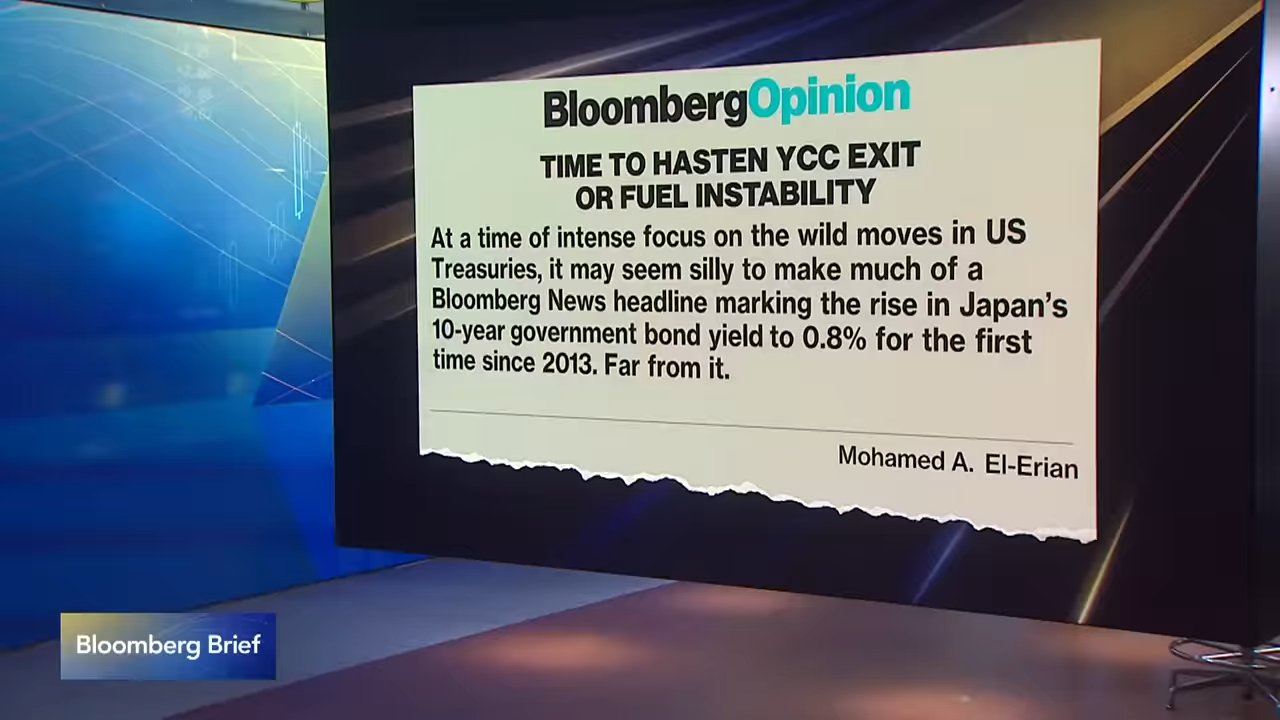 BloombergOpinion
TIME TO HASTEN YCC EXIT
OR FUEL INSTABILITY
At a time of intense focus on the wild moves in US
Treasuries, it may seem silly to make much of a
Bloomberg News headline marking the rise in Japan's
10-year government bond yield to 0.8% for the first
time since 2013. Far from it.
Mohamed A. El-Erian
Bloomberg Brief